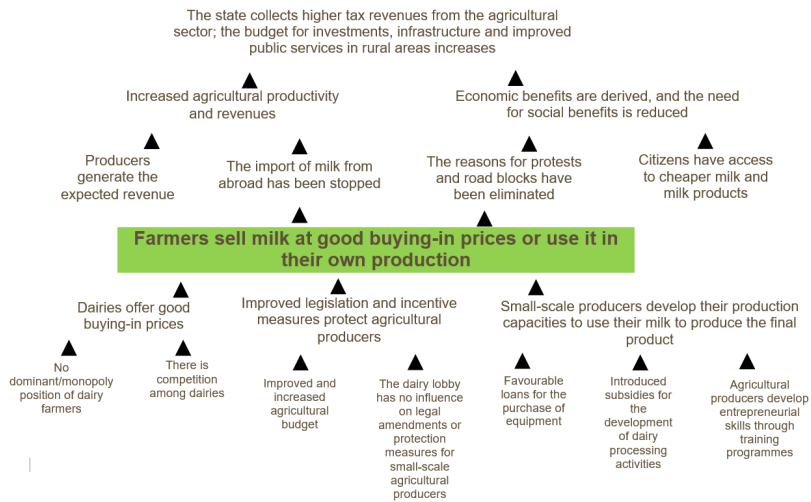 The state collects higher tax revenues from the agricultural
sector; the budget for investments, infrastructure and improved
public services in rural areas increases
Increased agricultural productivity
and revenues
Economic benefits are derived, and the need
for social benefits is reduced
Producers
generate the
expected revenue
The import of milk from
abroad has been stopped
The reasons for protests
and road blocks have
been eliminated
Citizens have access
to cheaper milk and
milk products
Farmers sell milk at good buying-in prices or use it in
their own production
Dairies offer good
buying-in prices
Improved legislation and incentive
measures protect agricultural
producers
Small-scale producers develop their production
capacities to use their milk to produce the final
product
No
dominant/monopoly
position of dairy
farmers
There is
competition
among dairies
Improved and
increased
agricultural
budget
The dairy lobby
has no influence
on legal
amendments or
protection
measures for
small-scale
agricultural
producers
Favourable
loans for the
purchase of
equipment
Introduced
subsidies for
the
development
of dairy
processing
activities
Agricultural
producers develop
entrepreneurial
skills through
training
programmes